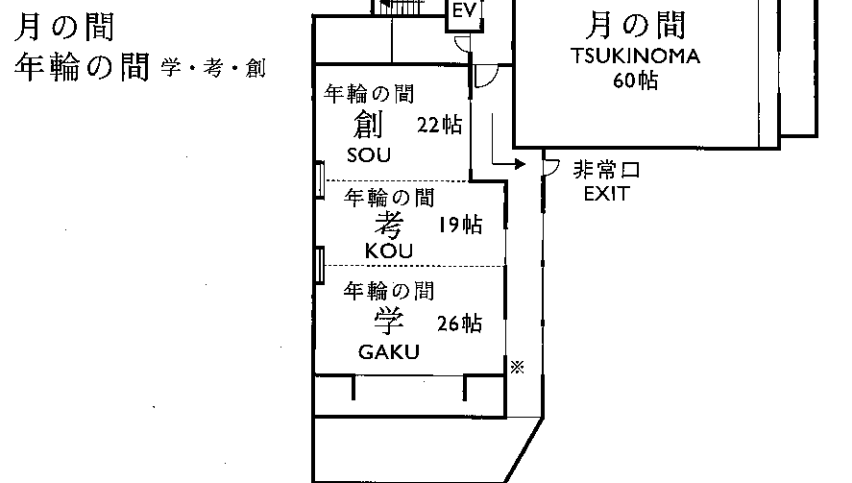 月の間
年輪の間 学・考・創
EV
月の間
TSUKINOMA
60帖
年輪の間
創 22帖
SOU
非常口
EXIT
年輪の間
考 19帖
KOU
年輪の間
学 26帖
GAKU
※